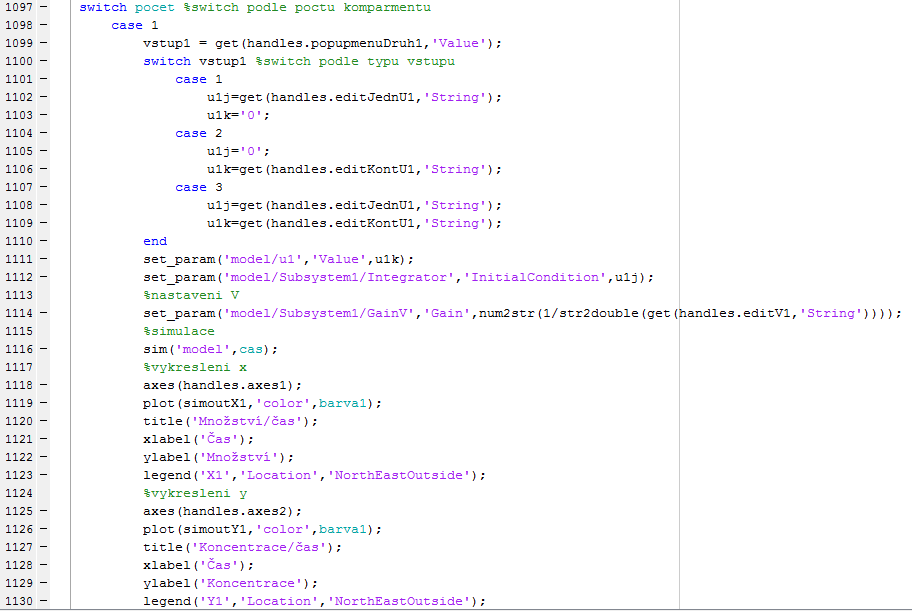 1097 – switch pocet %switch podle poctu komparmentu
1098 – case 1
1099 – vstup1 = get(handles.popupmenuDruh1,'Value');
1100 – switch vstup1 %switch podle typu vstupu
1101 – case 1
1102 – u1j=get(handles.editJednU1,'String');
1103 – u1k='0';
1104 – case 2
1105 – u1j='0';
1106 – u1k=get(handles.editKontU1,'String');
1107 – case 3
1108 – u1j=get(handles.editJednU1,'String');
1109 – u1k=get(handles.editKontU1,'String');
1110 – end
1111 – set_param('model/u1','Value',u1k);
1112 – set_param('model/Subsystem1/Integrator','InitialCondition',u1j);
1113 %nastaveni V
1114 – set_param('model/Subsystem1/GainV','Gain',num2str(1/str2double(get(handles.editV1,'String'))));
1115 %simulace
1116 – sim('model',cas);
1117 %vykresleni x
1118 – axes(handles.axes1);
1119 – plot(simoutX1,'color',barva1);
1120 – title('Množství/čas');
1121 – xlabel('Čas');
1122 – ylabel('Množství');
1123 – legend('X1','Location','NorthEastOutside');
1124 %vykresleni y
1125 – axes(handles.axes2);
1126 – plot(simoutY1,'color',barva1);
1127 – title('Koncentrace/čas');
1128 – xlabel('Čas');
1129 – ylabel('Koncentrace');
1130 – legend('Y1','Location','NorthEastOutside');